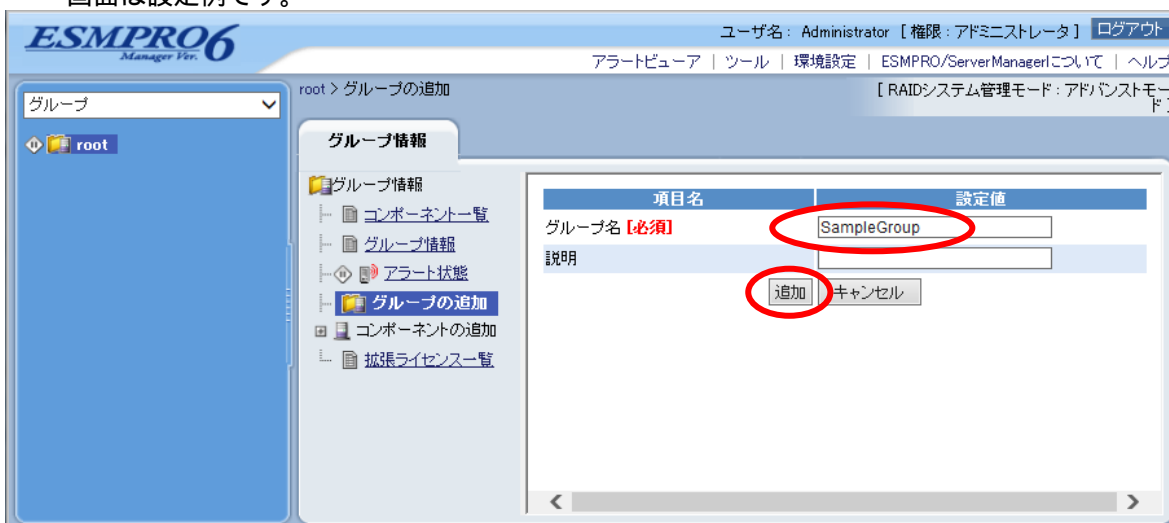 画面は設定例です。
ESMPRO6
Manager Ver.
ユーザ名： Administrator [ 権限：アドミニストレータ ] ログアウト
アラートビューア | ツール | 環境設定 | ESMPRO/ServerManagerについて | ヘルプ
グループ
root
root > グループの追加
[ RAIDシステム管理モード：アドバンストモード ]
グループ情報
グループ情報
コンポーネント一覧
グループ情報
アラート状態
グループの追加
コンポーネントの追加
拡張ライセンス一覧
項目名 設定値
グループ名 [必須] SampleGroup
説明
追加 キャンセル